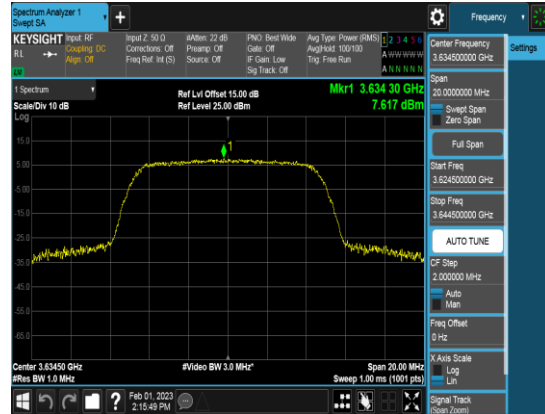 Spectrum Analyzer 1
Swept SA
+
Frequency
KEYSIGHT
RL
Input: RF
Coupling: DC
Align: Off
Input Z: 50 Ω
Corrections: Off
Freq Ref: Int (S)
#Atten: 22 dB
Preamp: Off
Source: Off
PNO: Best Wide
Gate: Off
IF Gain: Low
Sig Track: Off
Avg Type: Power (RMS)
Avg|Hold: 100/100
Trig: Free Run
1 2 3 4 5 6
A W W W W W
A N N N N N
1 Spectrum
Scale/Div 10 dB
Log
Ref Lvl Offset 15.00 dB
Ref Level 25.00 dBm
Mkr1 3.634 30 GHz
7.617 dBm
1
15.0
5.00
-5.00
-15.0
-25.0
-35.0
-45.0
-55.0
-65.0
Center 3.63450 GHz
#Res BW 1.0 MHz
#Video BW 3.0 MHz*
Span 20.00 MHz
Sweep 1.00 ms (1001 pts)
Feb 01, 2023
2:15:49 PM
Center Frequency
3.634500000 GHz
Settings
Span
20.0000000 MHz
Swept Span
Zero Span
Full Span
Start Freq
3.624500000 GHz
Stop Freq
3.644500000 GHz
AUTO TUNE
CF Step
2.000000 MHz
Auto
Man
Freq Offset
0 Hz
X Axis Scale
Log
Lin
Signal Track
(Span Zoom)